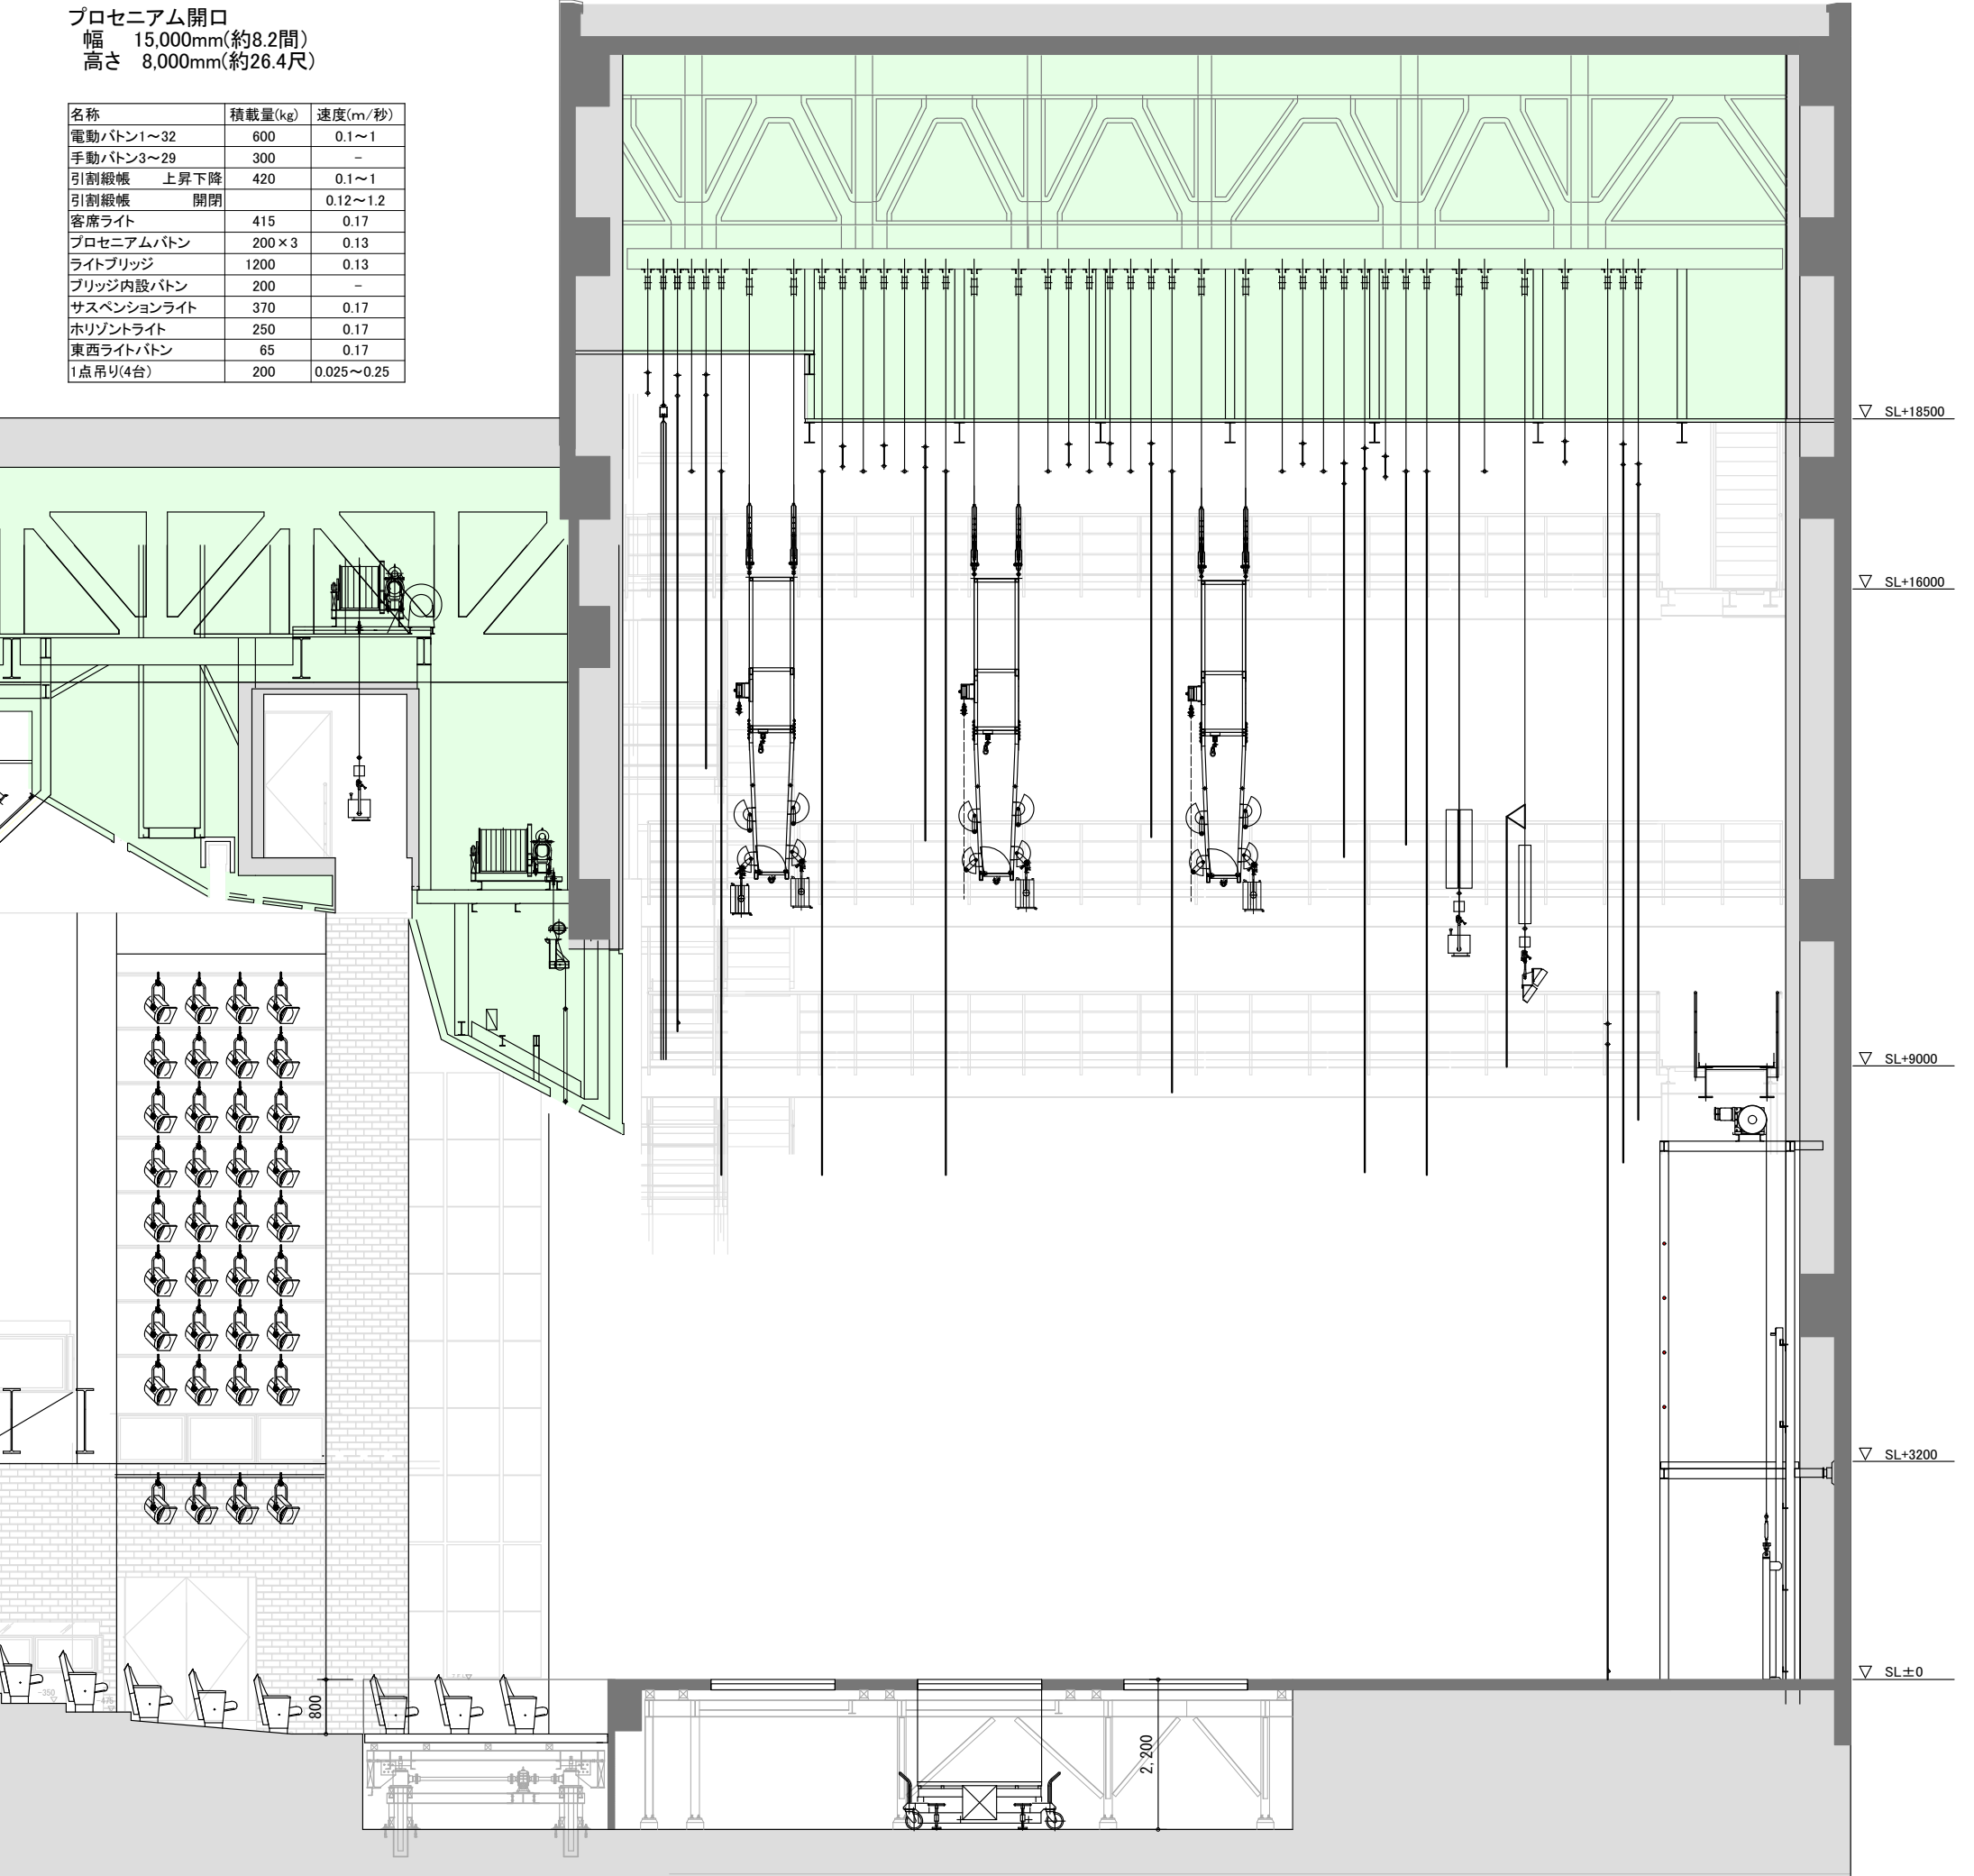 プロセニアム開口
幅 15,000mm(約8.2間)
高さ 8,000mm(約26.4尺)
名称 積載量(kg) 速度(m/秒)
電動バトン1～32 600 0.1～1
手動バトン3～29 300 －
引割緞帳 上昇下降 420 0.1～1
引割緞帳 開閉 0.12～1.2
客席ライト 415 0.17
プロセニアムバトン 200×3 0.13
ライトブリッジ 1200 0.13
ブリッジ内設バトン 200 －
サスペンションライト 370 0.17
ホリゾントライト 250 0.17
東西ライトバトン 65 0.17
1点吊り(4台) 200 0.025～0.25
▽ SL+18500
▽ SL+16000
▽ SL+9000
▽ SL+3200
▽ SL±0
-350
-475
800
2,200